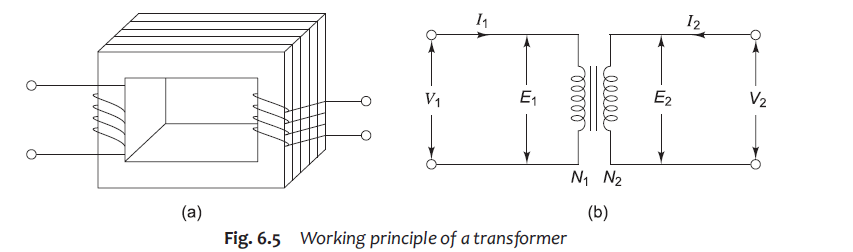 I₁ I₂
V₁ E₁ E₂ V₂
N₁ N₂
(a) (b)
Fig. 6.5 Working principle of a transformer